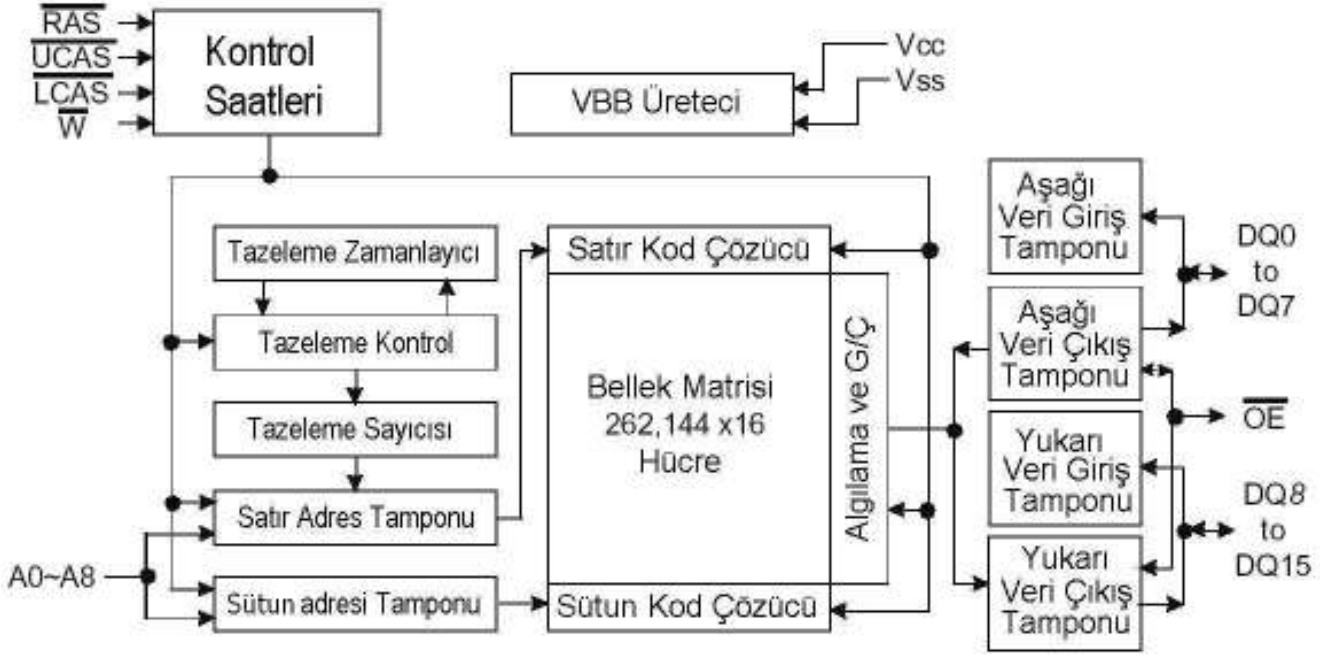 RAS
UCAS
LCAS
W
Kontrol
Saatleri
VBB Üreteci
Vcc
Vss
Tazeleme Zamanlayıcı
Tazeleme Kontrol
Tazeleme Sayıcısı
Satır Adres Tamponu
Sütun adresi Tamponu
A0~A8
Satır Kod Çözücü
Bellek Matrisi
262,144 x16
Hücre
Sütun Kod Çözücü
Algılama ve G/Ç
Aşağı
Veri Giriş
Tamponu
Aşağı
Veri Çıkış
Tamponu
Yukarı
Veri Giriş
Tamponu
Yukarı
Veri Çıkış
Tamponu
DQ0
to
DQ7
OE
DQ8
to
DQ15